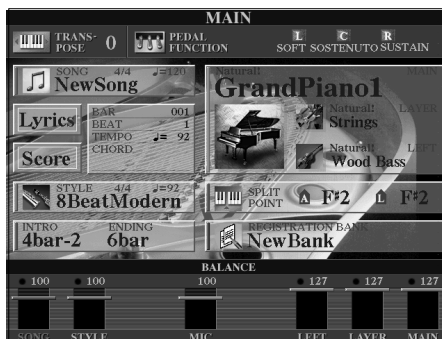 MAIN
TRANS-
POSE 0
PEDAL
FUNCTION
L C R
SOFT SOSTENUTO SUSTAIN
SONG 4/4 ♩=120
NewSong
Lyrics
Score
BAR 001
BEAT 1
TEMPO ♩= 92
CHORD
Natural! MAIN
GrandPiano1
Natural! LAYER
Strings
Natural! LEFT
Wood Bass
STYLE 4/4 ♩=92
8BeatModern
SPLIT
POINT
A F♯2 L F♯2
INTRO ENDING
4bar-2 6bar
REGISTRATION BANK
NewBank
BALANCE
100 100 100 127 127 127
SONG STYLE MIC LEFT LAYER MAIN